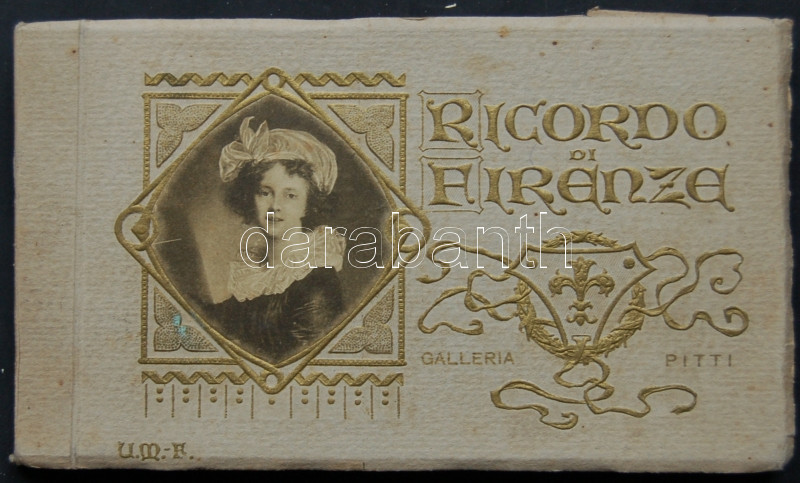 RICORDO
DI
FIRENZE
darabanth
GALLERIA PITTI
U.M.-F.